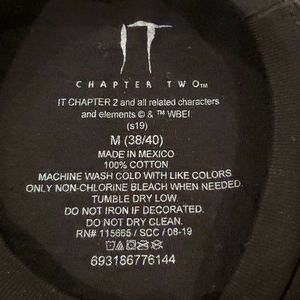 IT
CHAPTER TWO™
IT CHAPTER 2 and all related characters
and elements © & ™ WBEI.
(s19)
M (38/40)
MADE IN MEXICO
100% COTTON
MACHINE WASH COLD WITH LIKE COLORS
ONLY NON-CHLORINE BLEACH WHEN NEEDED.
TUMBLE DRY LOW.
DO NOT IRON IF DECORATED.
DO NOT DRY CLEAN.
RN# 115665 / SCC / 08-19
693186776144